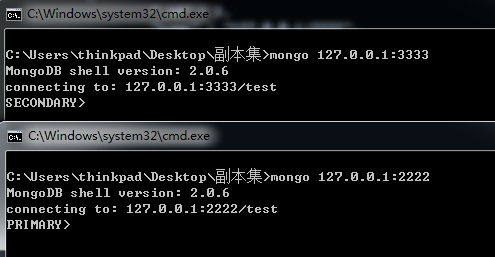 C:\Windows\system32\cmd.exe
C:\Users\thinkpad\Desktop\副本集>mongo 127.0.0.1:3333
MongoDB shell version: 2.0.6
connecting to: 127.0.0.1:3333/test
SECONDARY>
C:\Windows\system32\cmd.exe
C:\Users\thinkpad\Desktop\副本集>mongo 127.0.0.1:2222
MongoDB shell version: 2.0.6
connecting to: 127.0.0.1:2222/test
PRIMARY>